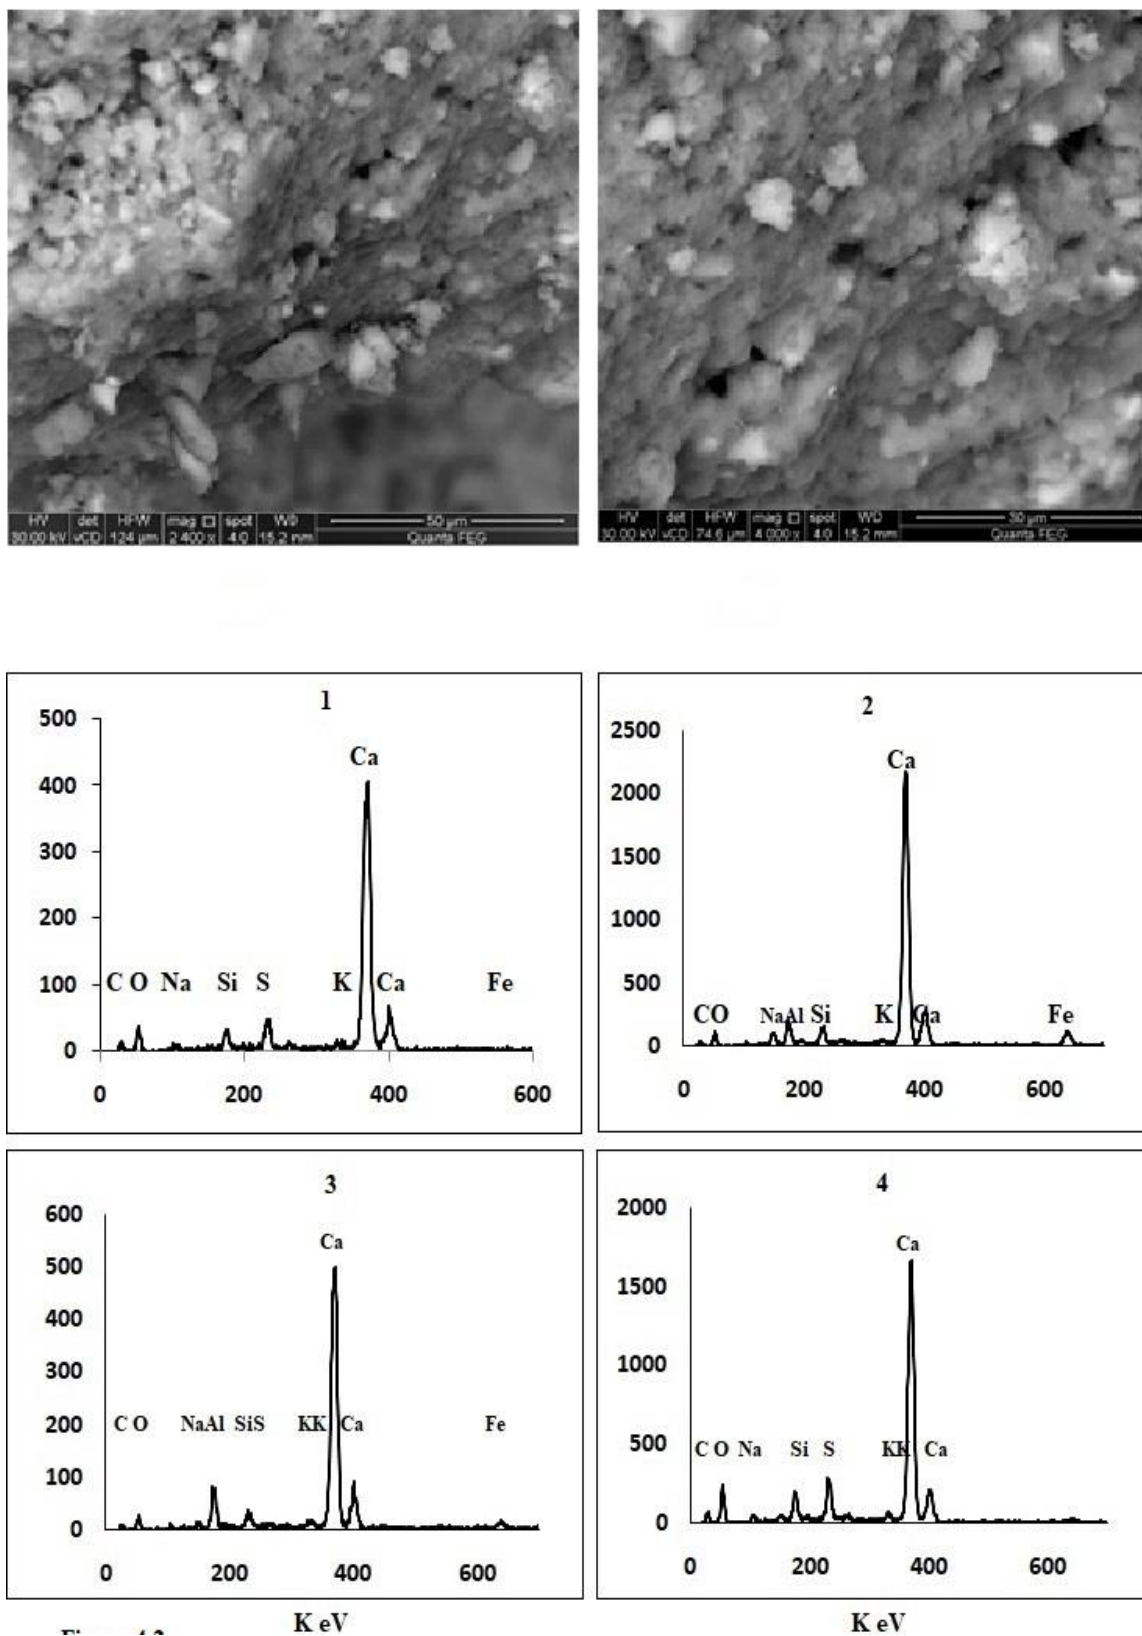 HV det HFW mag □ spot WD 50 µm
30.00 kV vCD 124 µm 2 400 x 4.0 15.2 mm Quanta FEG
HV det HFW mag □ spot WD 30 µm
30.00 kV vCD 74.6 µm 4 000 x 4.0 15.2 mm Quanta FEG
1
500
Ca
400
300
200
100 C O Na Si S K Ca Fe
0
0 200 400 600
2
2500
Ca
2000
1500
1000
500
CO NaAl Si K Ca Fe
0
0 200 400 600
3
600
Ca
500
400
300
200 C O NaAl SiS KK Ca Fe
100
0
0 200 400 600
K eV
4
2000
Ca
1500
1000
500 C O Na Si S KK Ca
0
0 200 400 600
K eV